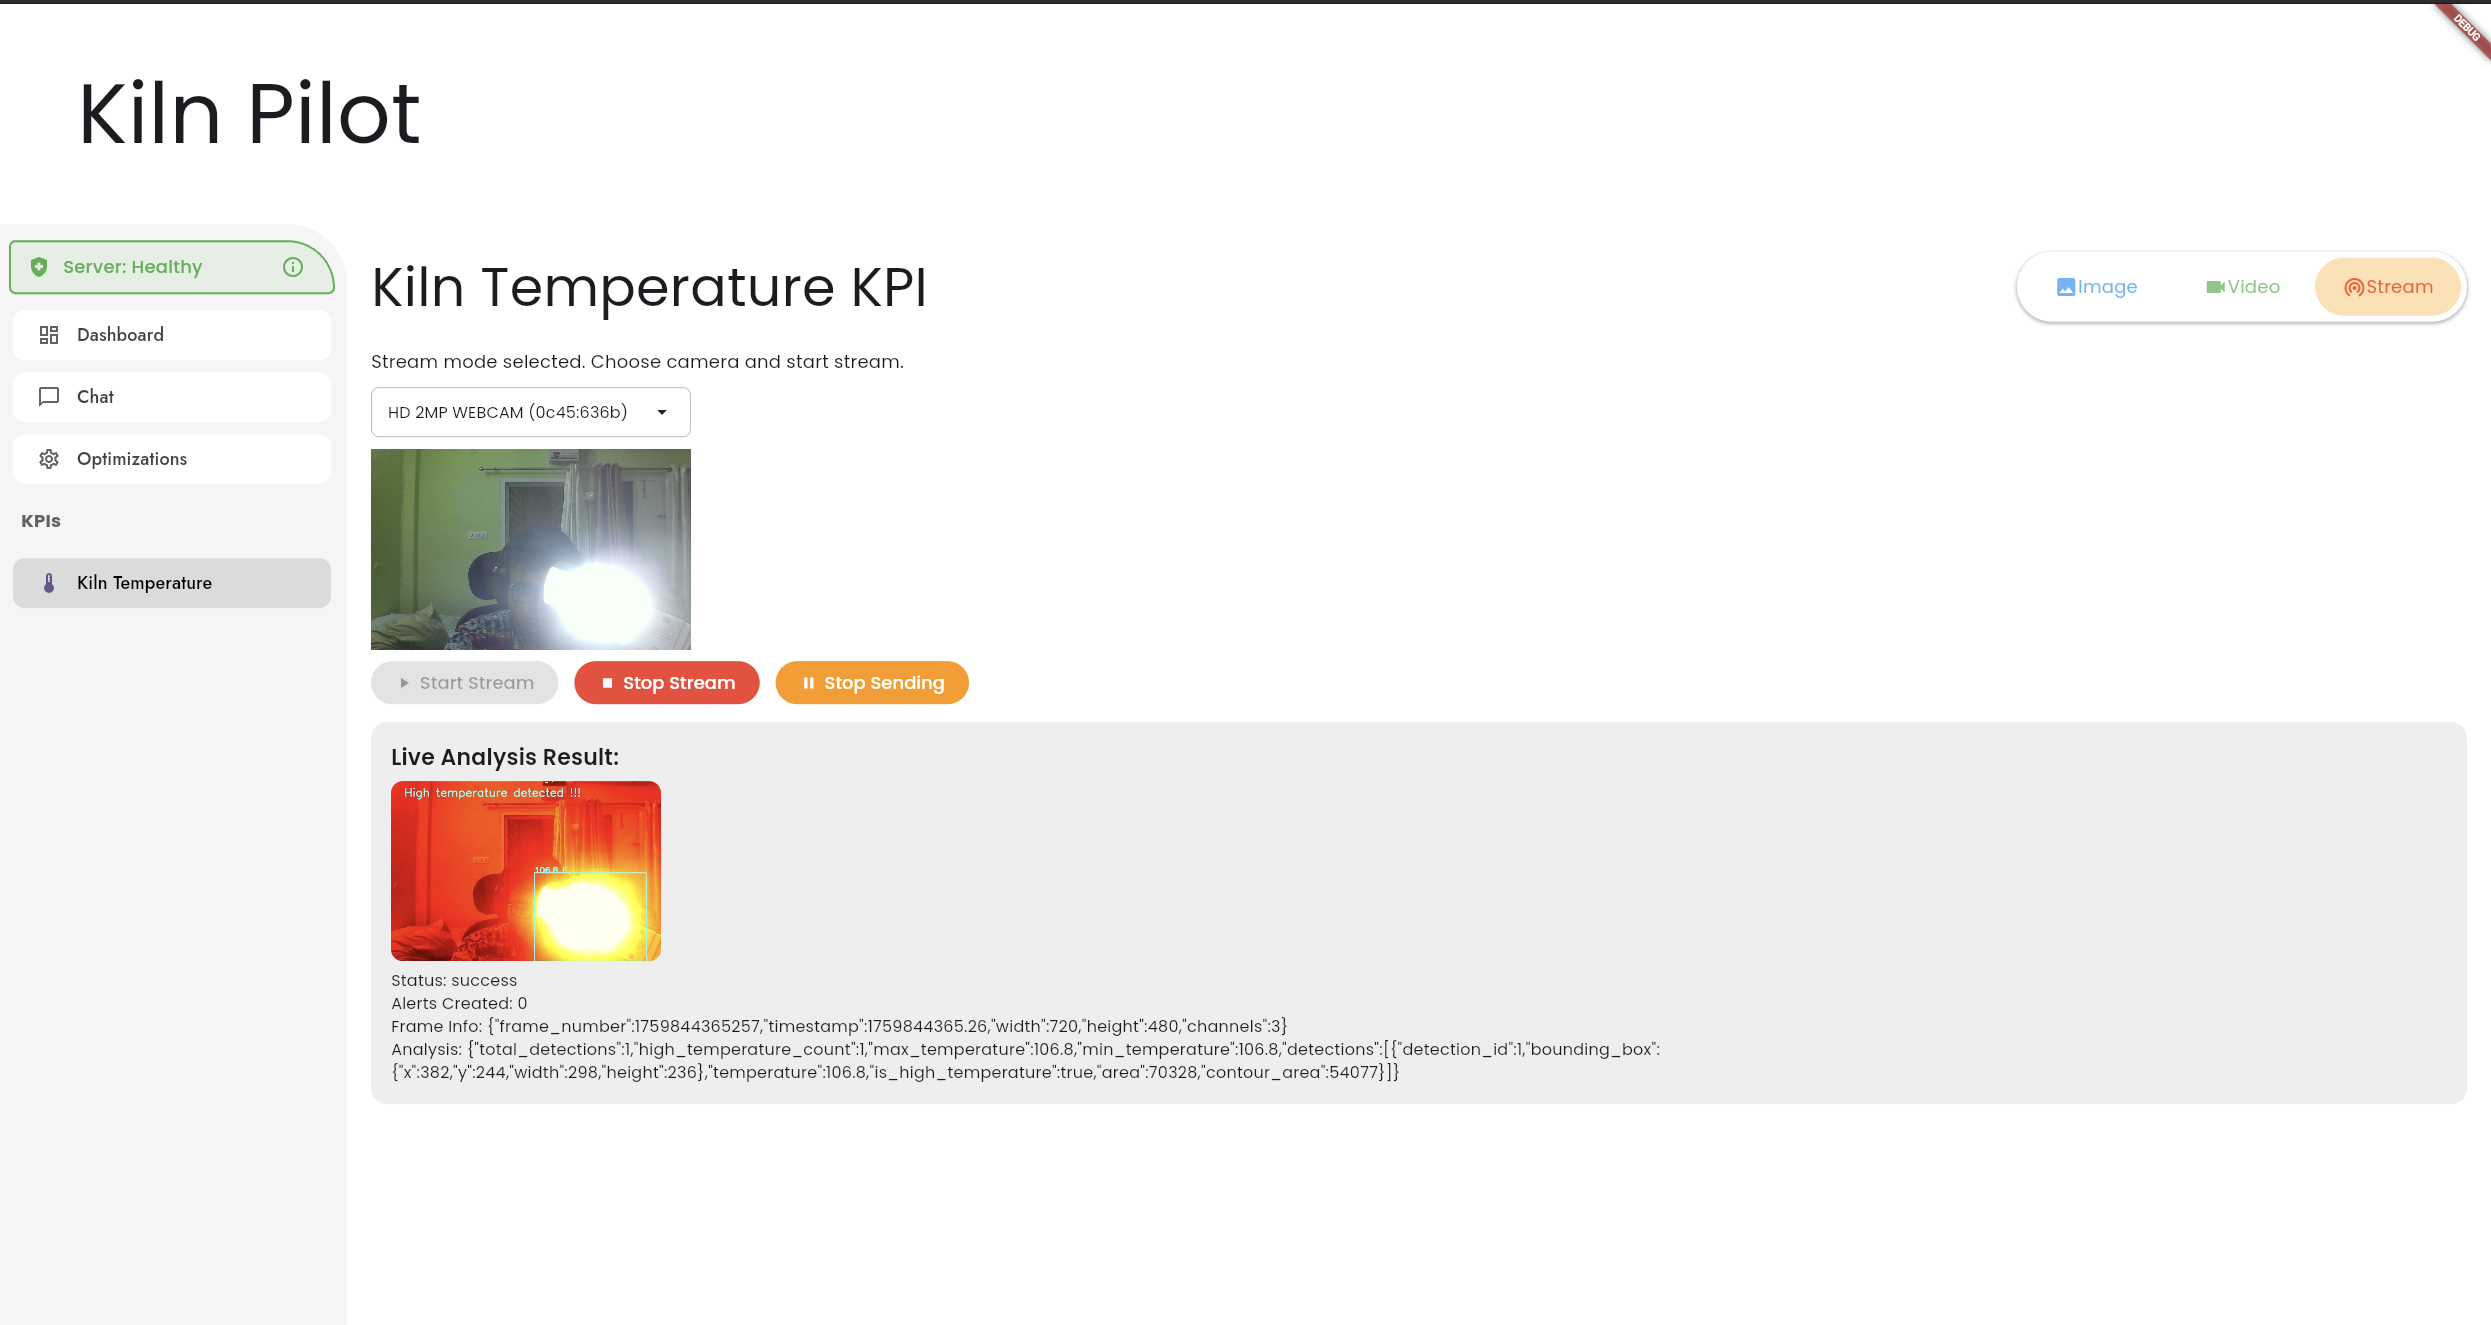 DEBUG
Kiln Pilot
Server: Healthy
Dashboard
Chat
Optimizations
KPIs
Kiln Temperature
Kiln Temperature KPI
Image
Video
Stream
Stream mode selected. Choose camera and start stream.
HD 2MP WEBCAM (0c45:636b)
Start Stream
Stop Stream
Stop Sending
Live Analysis Result:
High temperature detected !!!
106.8 F
Status: success
Alerts Created: 0
Frame Info: {"frame_number":1759844365257,"timestamp":1759844365.26,"width":720,"height":480,"channels":3}
Analysis: {"total_detections":1,"high_temperature_count":1,"max_temperature":106.8,"min_temperature":106.8,"detections":[{"detection_id":1,"bounding_box":
{"x":382,"y":244,"width":298,"height":236},"temperature":106.8,"is_high_temperature":true,"area":70328,"contour_area":54077}]}